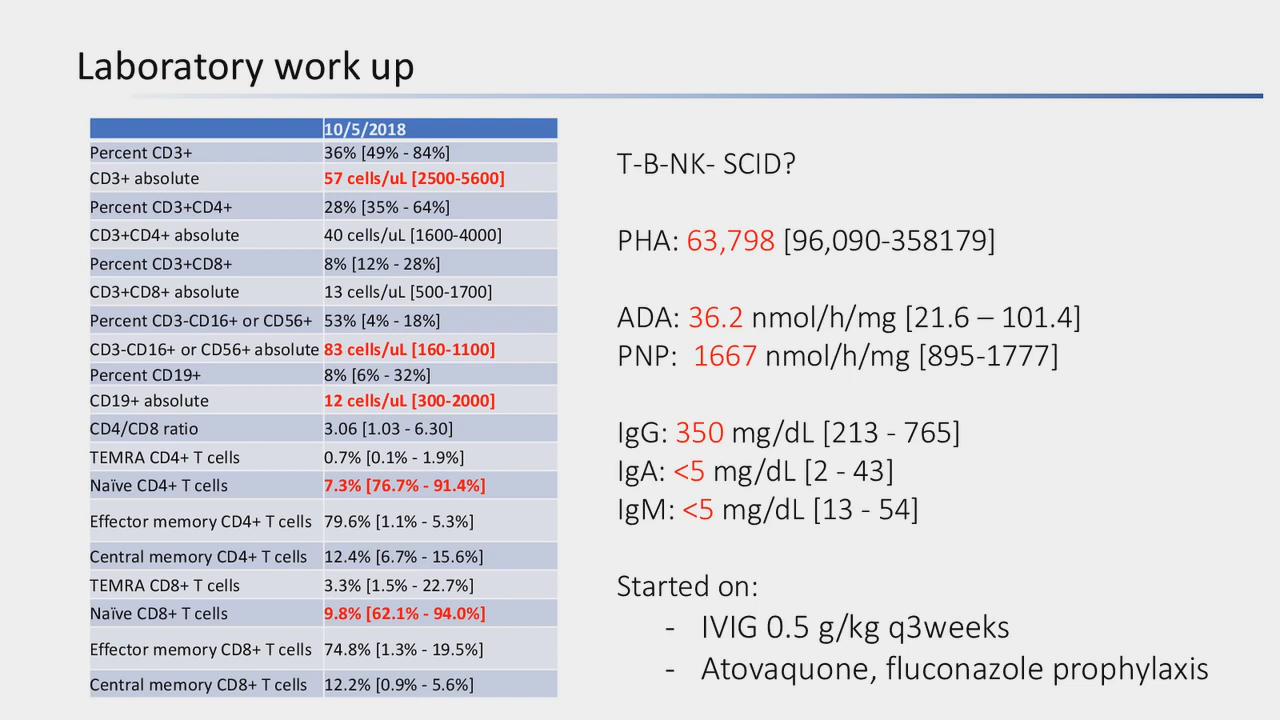 Laboratory work up
10/5/2018
Percent CD3+ 36% [49% - 84%]
CD3+ absolute 57 cells/uL [2500-5600]
Percent CD3+CD4+ 28% [35% - 64%]
CD3+CD4+ absolute 40 cells/uL [1600-4000]
Percent CD3+CD8+ 8% [12% - 28%]
CD3+CD8+ absolute 13 cells/uL [500-1700]
Percent CD3-CD16+ or CD56+ 53% [4% - 18%]
CD3-CD16+ or CD56+ absolute 83 cells/uL [160-1100]
Percent CD19+ 8% [6% - 32%]
CD19+ absolute 12 cells/uL [300-2000]
CD4/CD8 ratio 3.06 [1.03 - 6.30]
TEMRA CD4+ T cells 0.7% [0.1% - 1.9%]
Naïve CD4+ T cells 7.3% [76.7% - 91.4%]
Effector memory CD4+ T cells 79.6% [1.1% - 5.3%]
Central memory CD4+ T cells 12.4% [6.7% - 15.6%]
TEMRA CD8+ T cells 3.3% [1.5% - 22.7%]
Naïve CD8+ T cells 9.8% [62.1% - 94.0%]
Effector memory CD8+ T cells 74.8% [1.3% - 19.5%]
Central memory CD8+ T cells 12.2% [0.9% - 5.6%]
T-B-NK- SCID?
PHA: 63,798 [96,090-358179]
ADA: 36.2 nmol/h/mg [21.6 – 101.4]
PNP: 1667 nmol/h/mg [895-1777]
IgG: 350 mg/dL [213 - 765]
IgA: <5 mg/dL [2 - 43]
IgM: <5 mg/dL [13 - 54]
Started on:
- IVIG 0.5 g/kg q3weeks
- Atovaquone, fluconazole prophylaxis